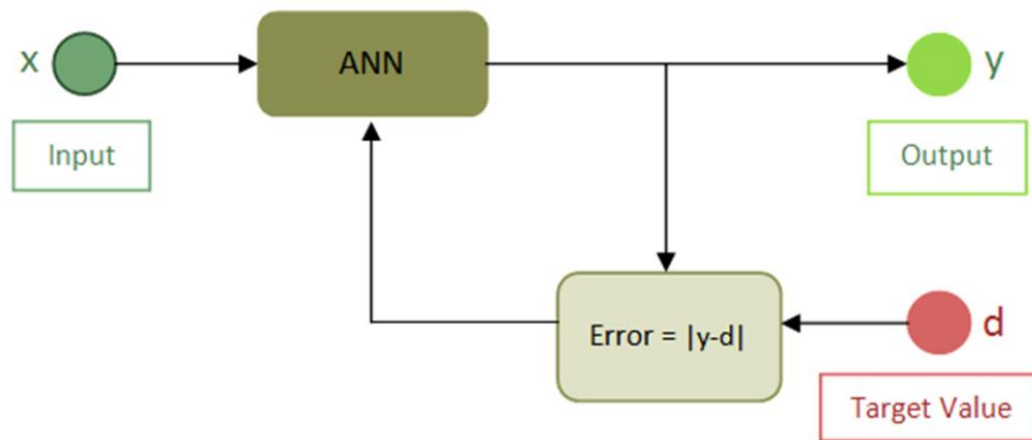 x
ANN
y
Input
Output
Error = |y-d|
d
Target Value